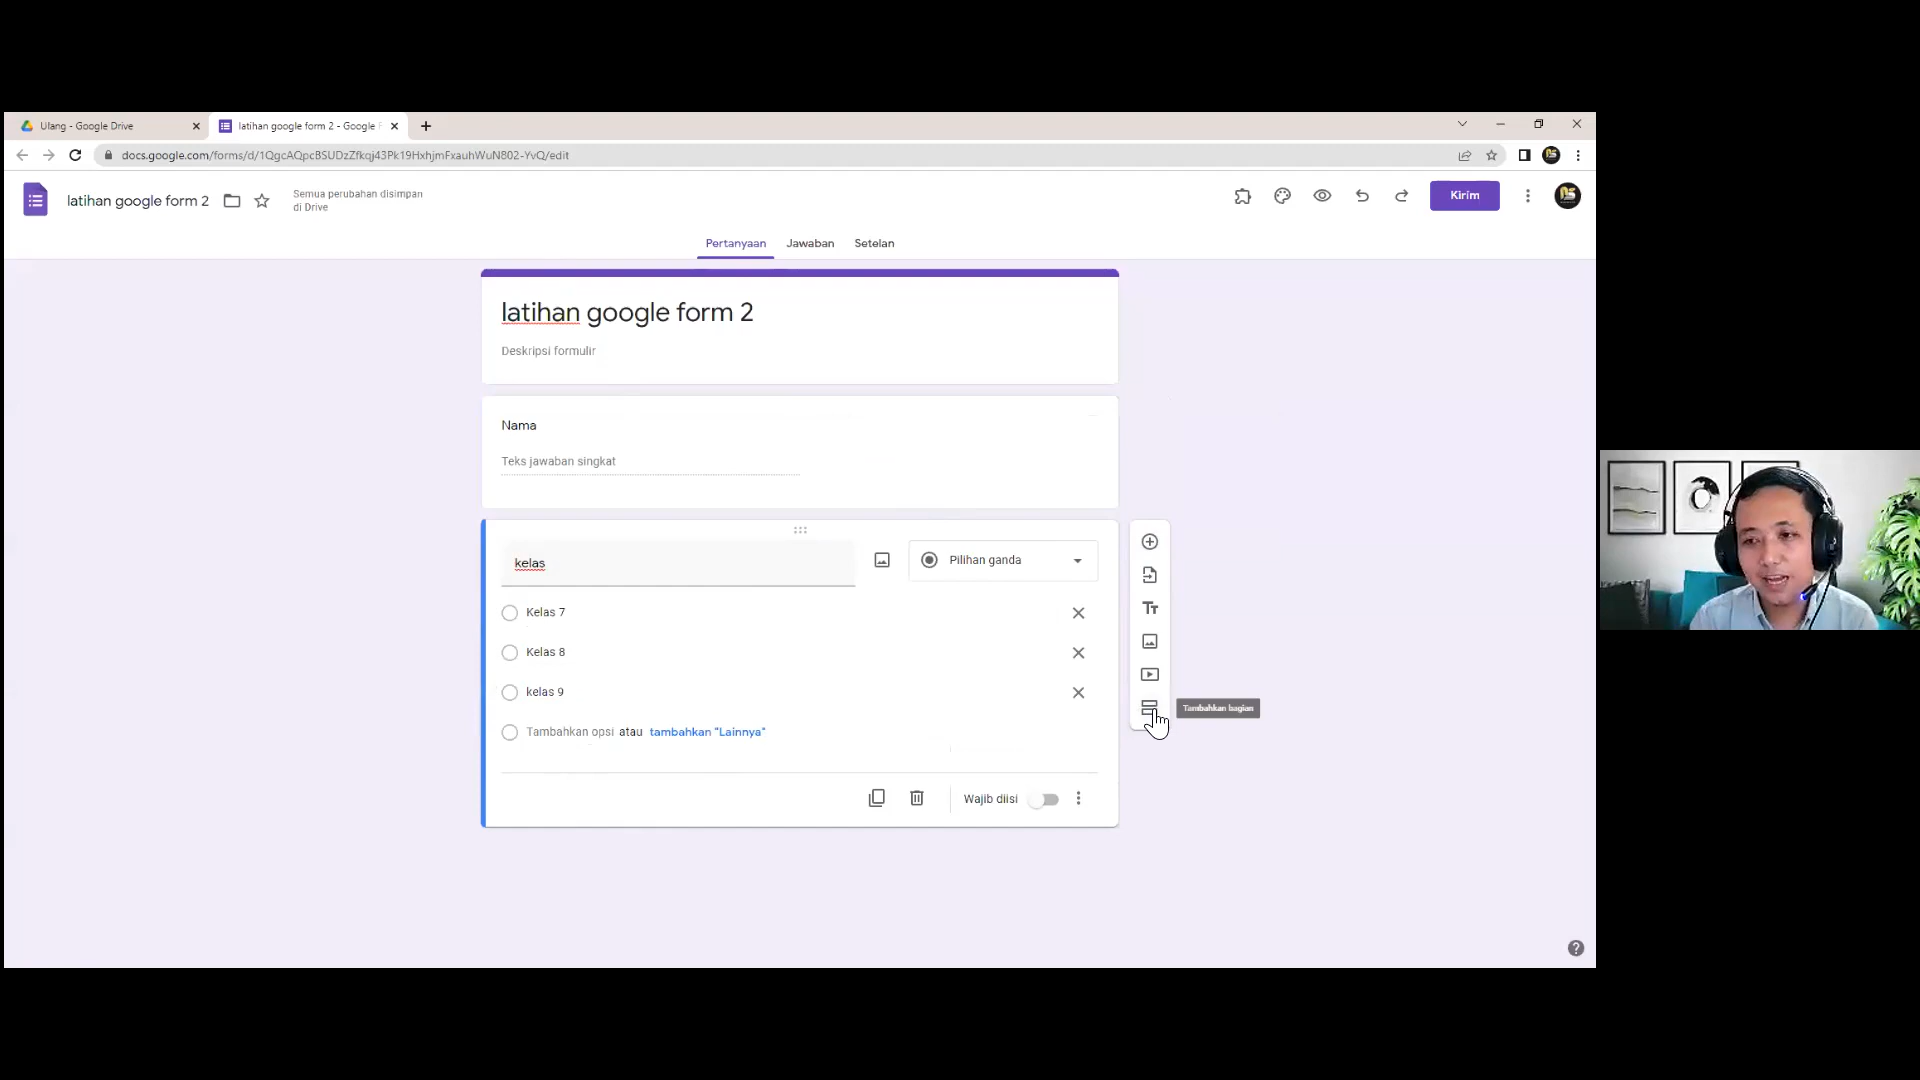 Ulang - Google Drive
latihan google form 2 - Google F
docs.google.com/forms/d/1QgcAQpcBSUDzZfkqj43Pk19HxhjmFxauhWuN802-YvQ/edit
latihan google form 2
Semua perubahan disimpan
di Drive
Kirim
Pertanyaan
Jawaban
Setelan
latihan google form 2
Deskripsi formulir
Nama
Teks jawaban singkat
kelas
Pilihan ganda
Kelas 7
Kelas 8
kelas 9
Tambahkan opsi atau tambahkan "Lainnya"
Tambahkan bagian
Wajib diisi